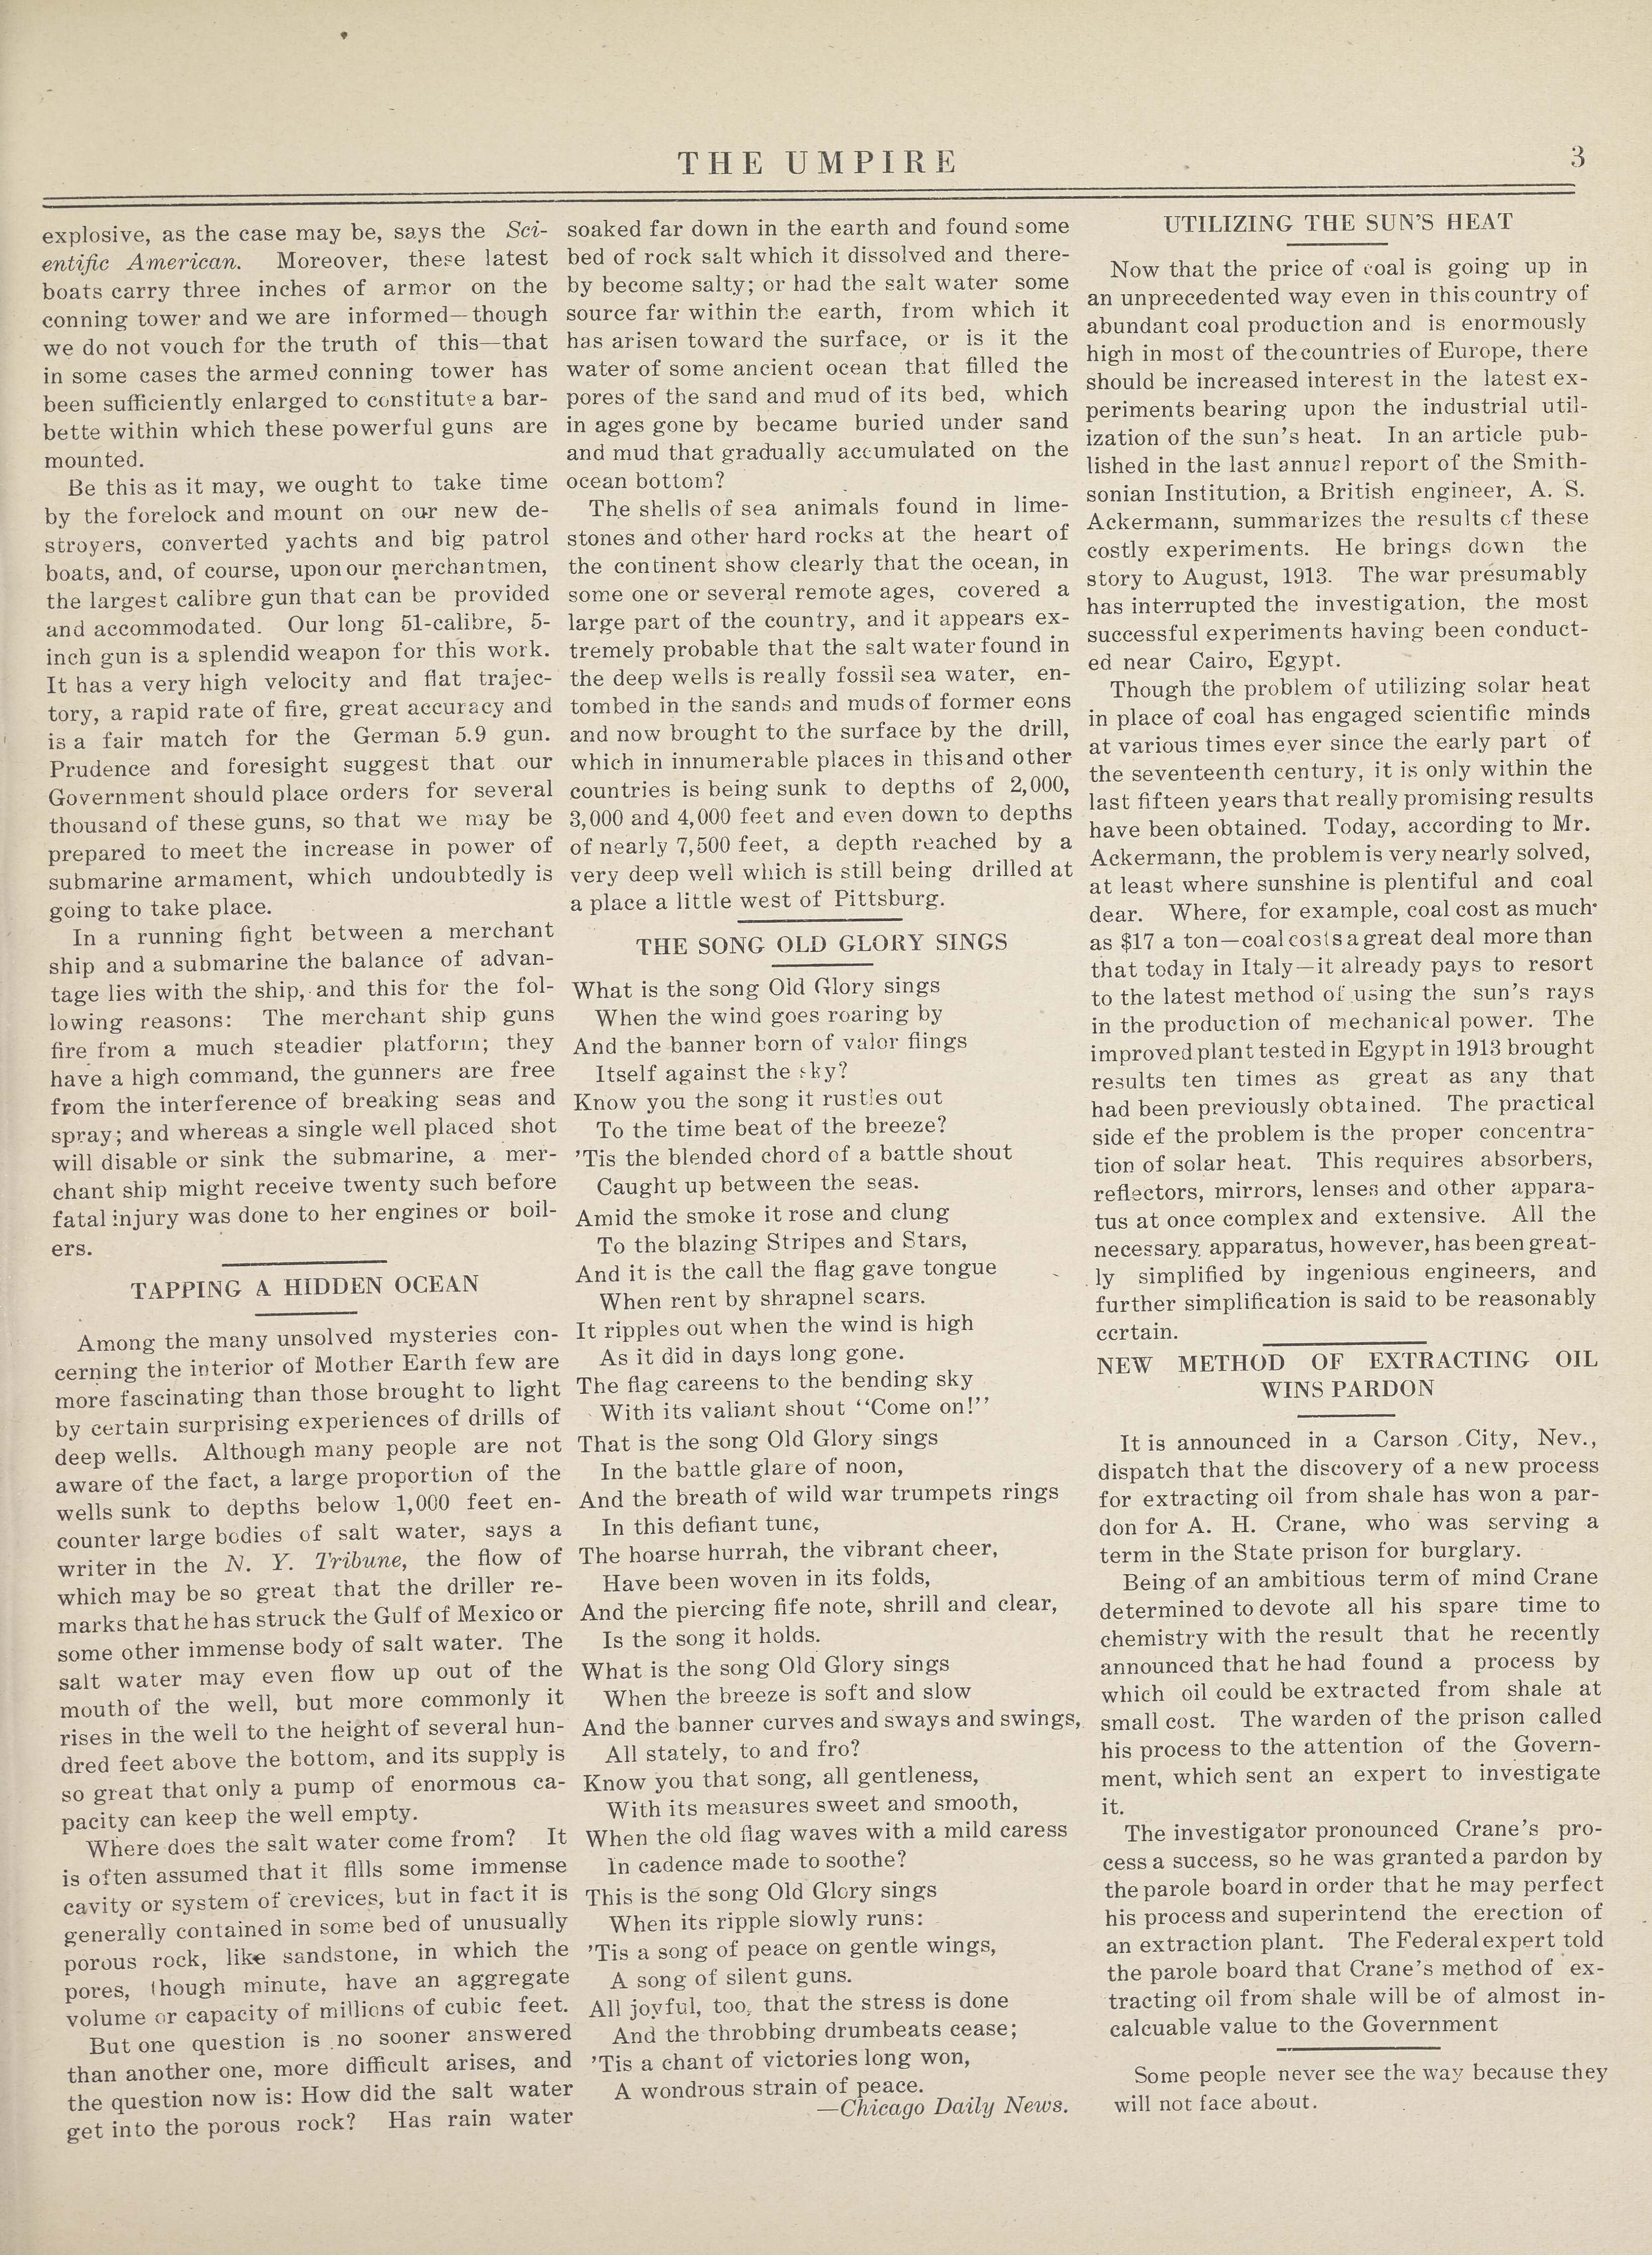 THE UMPIRE
3
explosive, as the case may be, says the Sci-
entific American. Moreover, these latest
boats carry three inches of armor on the
conning tower and we are informed—though
we do not vouch for the truth of this—that
in some cases the armed conning tower has
been sufficiently enlarged to constitute a bar-
bette within which these powerful guns are
mounted.
Be this as it may, we ought to take time
by the forelock and mount on our new de-
stroyers, converted yachts and big patrol
boats, and, of course, upon our merchantmen,
the largest calibre gun that can be provided
and accommodated. Our long 51-calibre, 5-
inch gun is a splendid weapon for this work.
It has a very high velocity and flat trajec-
tory, a rapid rate of fire, great accuracy and
is a fair match for the German 5.9 gun.
Prudence and foresight suggest that our
Government should place orders for several
thousand of these guns, so that we may be
prepared to meet the increase in power of
submarine armament, which undoubtedly is
going to take place.
In a running fight between a merchant
ship and a submarine the balance of advan-
tage lies with the ship, and this for the fol-
lowing reasons: The merchant ship guns
fire from a much steadier platform; they
have a high command, the gunners are free
from the interference of breaking seas and
spray; and whereas a single well placed shot
will disable or sink the submarine, a mer-
chant ship might receive twenty such before
fatal injury was done to her engines or boil-
ers.
TAPPING A HIDDEN OCEAN
Among the many unsolved mysteries con-
cerning the interior of Mother Earth few are
more fascinating than those brought to light
by certain surprising experiences of drills of
deep wells. Although many people are not
aware of the fact, a large proportion of the
wells sunk to depths below 1,000 feet en-
counter large bodies of salt water, says a
writer in the N. Y. Tribune, the flow of
which may be so great that the driller re-
marks that he has struck the Gulf of Mexico or
some other immense body of salt water. The
salt water may even flow up out of the
mouth of the well, but more commonly it
rises in the well to the height of several hun-
dred feet above the bottom, and its supply is
so great that only a pump of enormous ca-
pacity can keep the well empty.
Where does the salt water come from? It
is often assumed that it fills some immense
cavity or system of crevices, but in fact it is
generally contained in some bed of unusually
porous rock, like sandstone, in which the
pores, though minute, have an aggregate
volume or capacity of millions of cubic feet.
But one question is no sooner answered
than another one, more difficult arises, and
the question now is: How did the salt water
get into the porous rock? Has rain water
soaked far down in the earth and found some
bed of rock salt which it dissolved and there-
by become salty; or had the salt water some
source far within the earth, from which it
has arisen toward the surface, or is it the
water of some ancient ocean that filled the
pores of the sand and mud of its bed, which
in ages gone by became buried under sand
and mud that gradually accumulated on the
ocean bottom?
The shells of sea animals found in lime-
stones and other hard rocks at the heart of
the continent show clearly that the ocean, in
some one or several remote ages, covered a
large part of the country, and it appears ex-
tremely probable that the salt water found in
the deep wells is really fossil sea water, en-
tombed in the sands and muds of former eons
and now brought to the surface by the drill,
which in innumerable places in this and other
countries is being sunk to depths of 2,000,
3,000 and 4,000 feet and even down to depths
of nearly 7,500 feet, a depth reached by a
very deep well which is still being drilled at
a place a little west of Pittsburg.
THE SONG OLD GLORY SINGS
What is the song Old Glory sings
When the wind goes roaring by
And the banner born of valor flings
Itself against the sky?
Know you the song it rustles out
To the time beat of the breeze?
'Tis the blended chord of a battle shout
Caught up between the seas.
Amid the smoke it rose and clung
To the blazing Stripes and Stars,
And it is the call the flag gave tongue
When rent by shrapnel scars.
It ripples out when the wind is high
As it did in days long gone.
The flag careens to the bending sky
With its valiant shout "Come on!"
That is the song Old Glory sings
In the battle glare of noon,
And the breath of wild war trumpets rings
In this defiant tune,
The hoarse hurrah, the vibrant cheer,
Have been woven in its folds,
And the piercing fife note, shrill and clear,
Is the song it holds.
What is the song Old Glory sings
When the breeze is soft and slow
And the banner curves and sways and swings,
All stately, to and fro?
Know you that song, all gentleness,
With its measures sweet and smooth,
When the old flag waves with a mild caress
In cadence made to soothe?
This is the song Old Glory sings
When its ripple slowly runs:
'Tis a song of peace on gentle wings,
A song of silent guns.
All joyful, too, that the stress is done
And the throbbing drumbeats cease;
'Tis a chant of victories long won,
A wondrous strain of peace.
—Chicago Daily News.
UTILIZING THE SUN'S HEAT
Now that the price of coal is going up in
an unprecedented way even in this country of
abundant coal production and is enormously
high in most of thecountries of Europe, there
should be increased interest in the latest ex-
periments bearing upon the industrial util-
ization of the sun's heat. In an article pub-
lished in the last annual report of the Smith-
sonian Institution, a British engineer, A. S.
Ackermann, summarizes the results of these
costly experiments. He brings down the
story to August, 1913. The war presumably
has interrupted the investigation, the most
successful experiments having been conduct-
ed near Cairo, Egypt.
Though the problem of utilizing solar heat
in place of coal has engaged scientific minds
at various times ever since the early part of
the seventeenth century, it is only within the
last fifteen years that really promising results
have been obtained. Today, according to Mr.
Ackermann, the problem is very nearly solved,
at least where sunshine is plentiful and coal
dear. Where, for example, coal cost as much
as $17 a ton—coal costs a great deal more than
that today in Italy—it already pays to resort
to the latest method of using the sun's rays
in the production of mechanical power. The
improved plant tested in Egypt in 1913 brought
results ten times as great as any that
had been previously obtained. The practical
side ef the problem is the proper concentra-
tion of solar heat. This requires absorbers,
reflectors, mirrors, lenses and other appara-
tus at once complex and extensive. All the
necessary apparatus, however, has been great-
ly simplified by ingenious engineers, and
further simplification is said to be reasonably
certain.
NEW METHOD OF EXTRACTING OIL
WINS PARDON
It is announced in a Carson City, Nev.,
dispatch that the discovery of a new process
for extracting oil from shale has won a par-
don for A. H. Crane, who was serving a
term in the State prison for burglary.
Being of an ambitious term of mind Crane
determined to devote all his spare time to
chemistry with the result that he recently
announced that he had found a process by
which oil could be extracted from shale at
small cost. The warden of the prison called
his process to the attention of the Govern-
ment, which sent an expert to investigate
it.
The investigator pronounced Crane's pro-
cess a success, so he was granted a pardon by
the parole board in order that he may perfect
his process and superintend the erection of
an extraction plant. The Federal expert told
the parole board that Crane's method of ex-
tracting oil from shale will be of almost in-
calcuable value to the Government
Some people never see the way because they
will not face about.